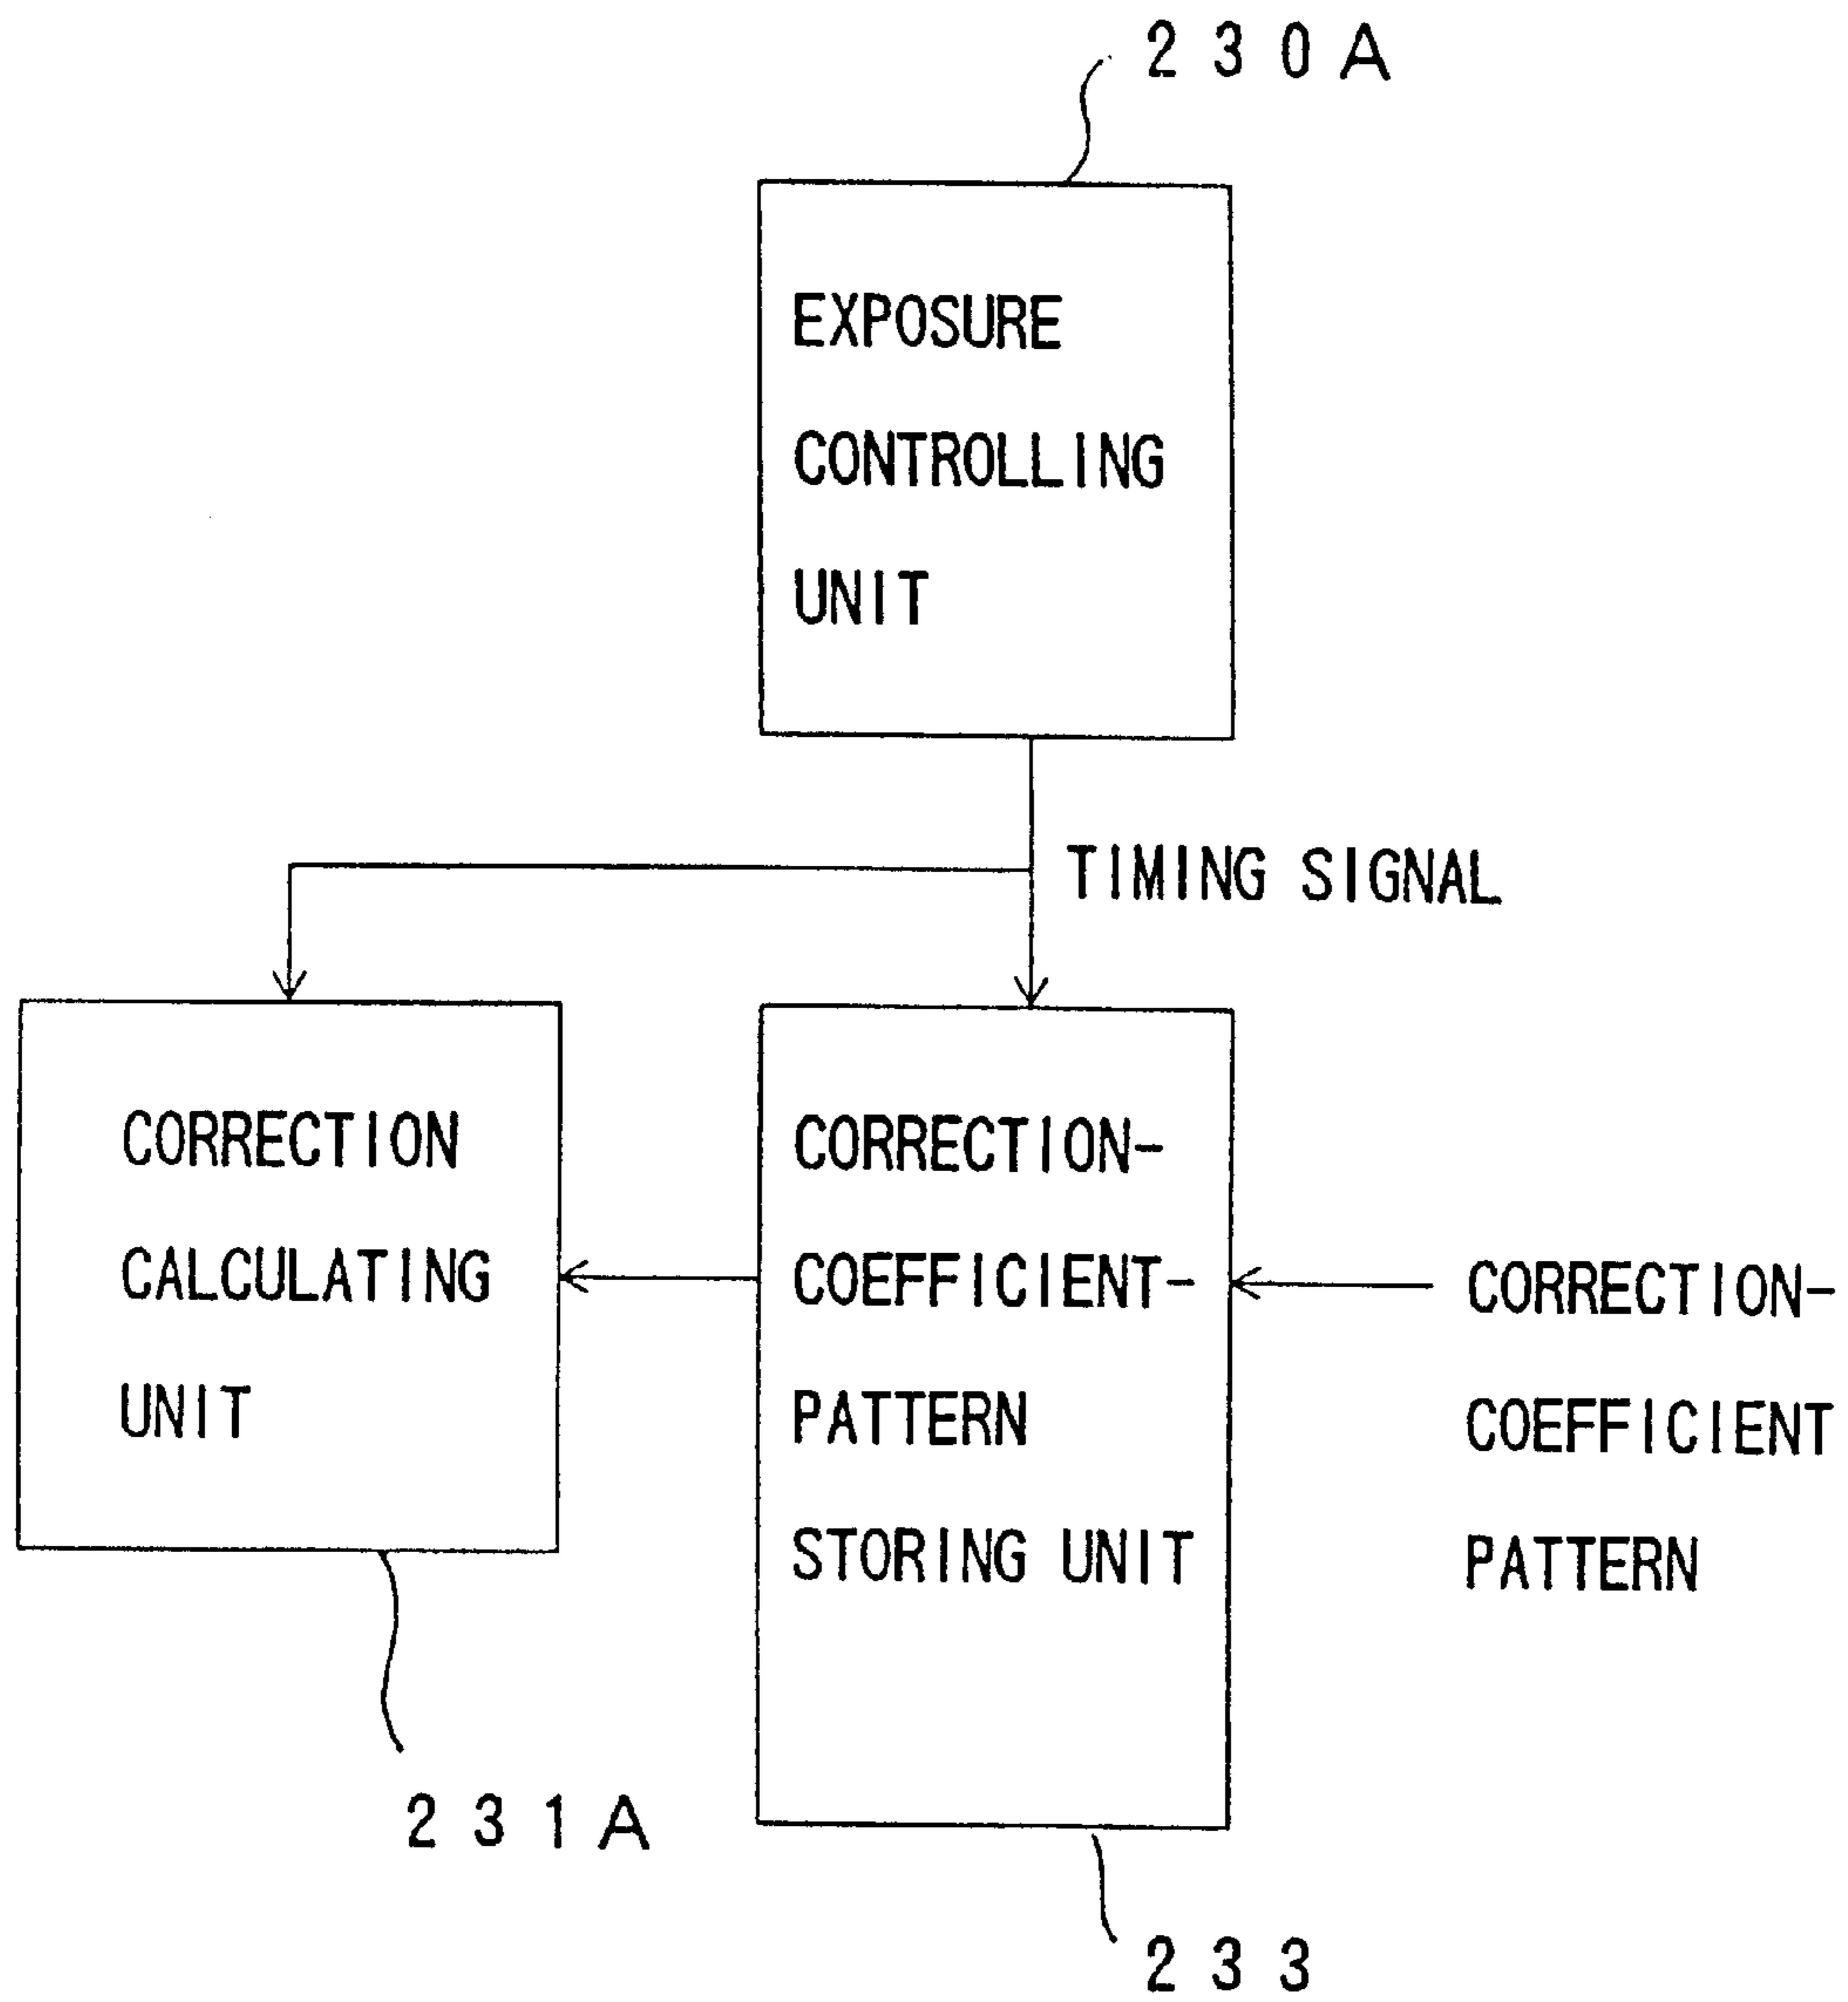 230A
EXPOSURE
CONTROLLING
UNIT
TIMING SIGNAL
CORRECTION
CALCULATING
UNIT
CORRECTION-
COEFFICIENT-
PATTERN
STORING UNIT
CORRECTION-
COEFFICIENT
PATTERN
231A
233